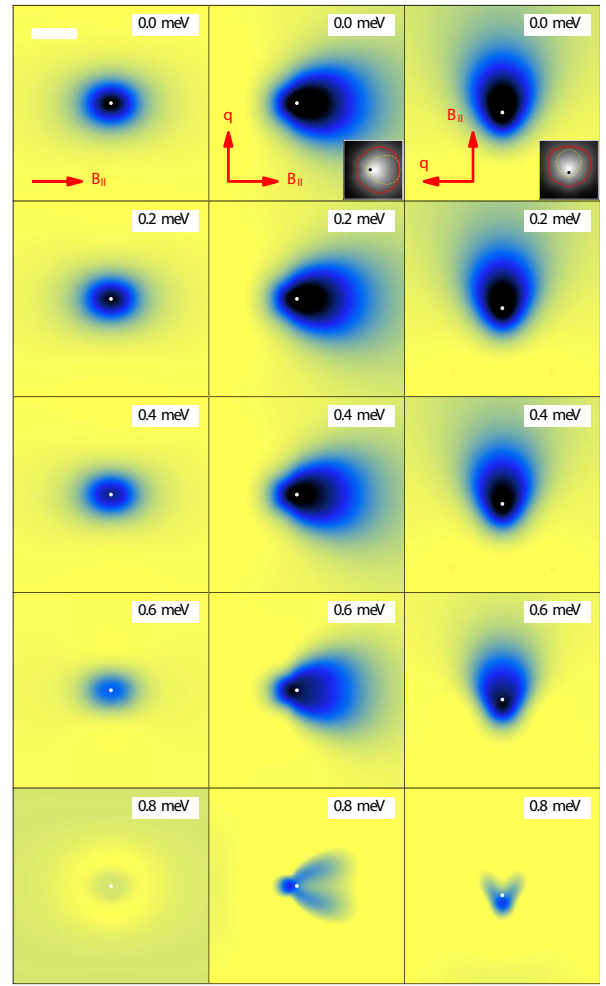 0.0 meV 0.0 meV 0.0 meV
q B||
B|| B|| q
0.2 meV 0.2 meV 0.2 meV
0.4 meV 0.4 meV 0.4 meV
0.6 meV 0.6 meV 0.6 meV
0.8 meV 0.8 meV 0.8 meV